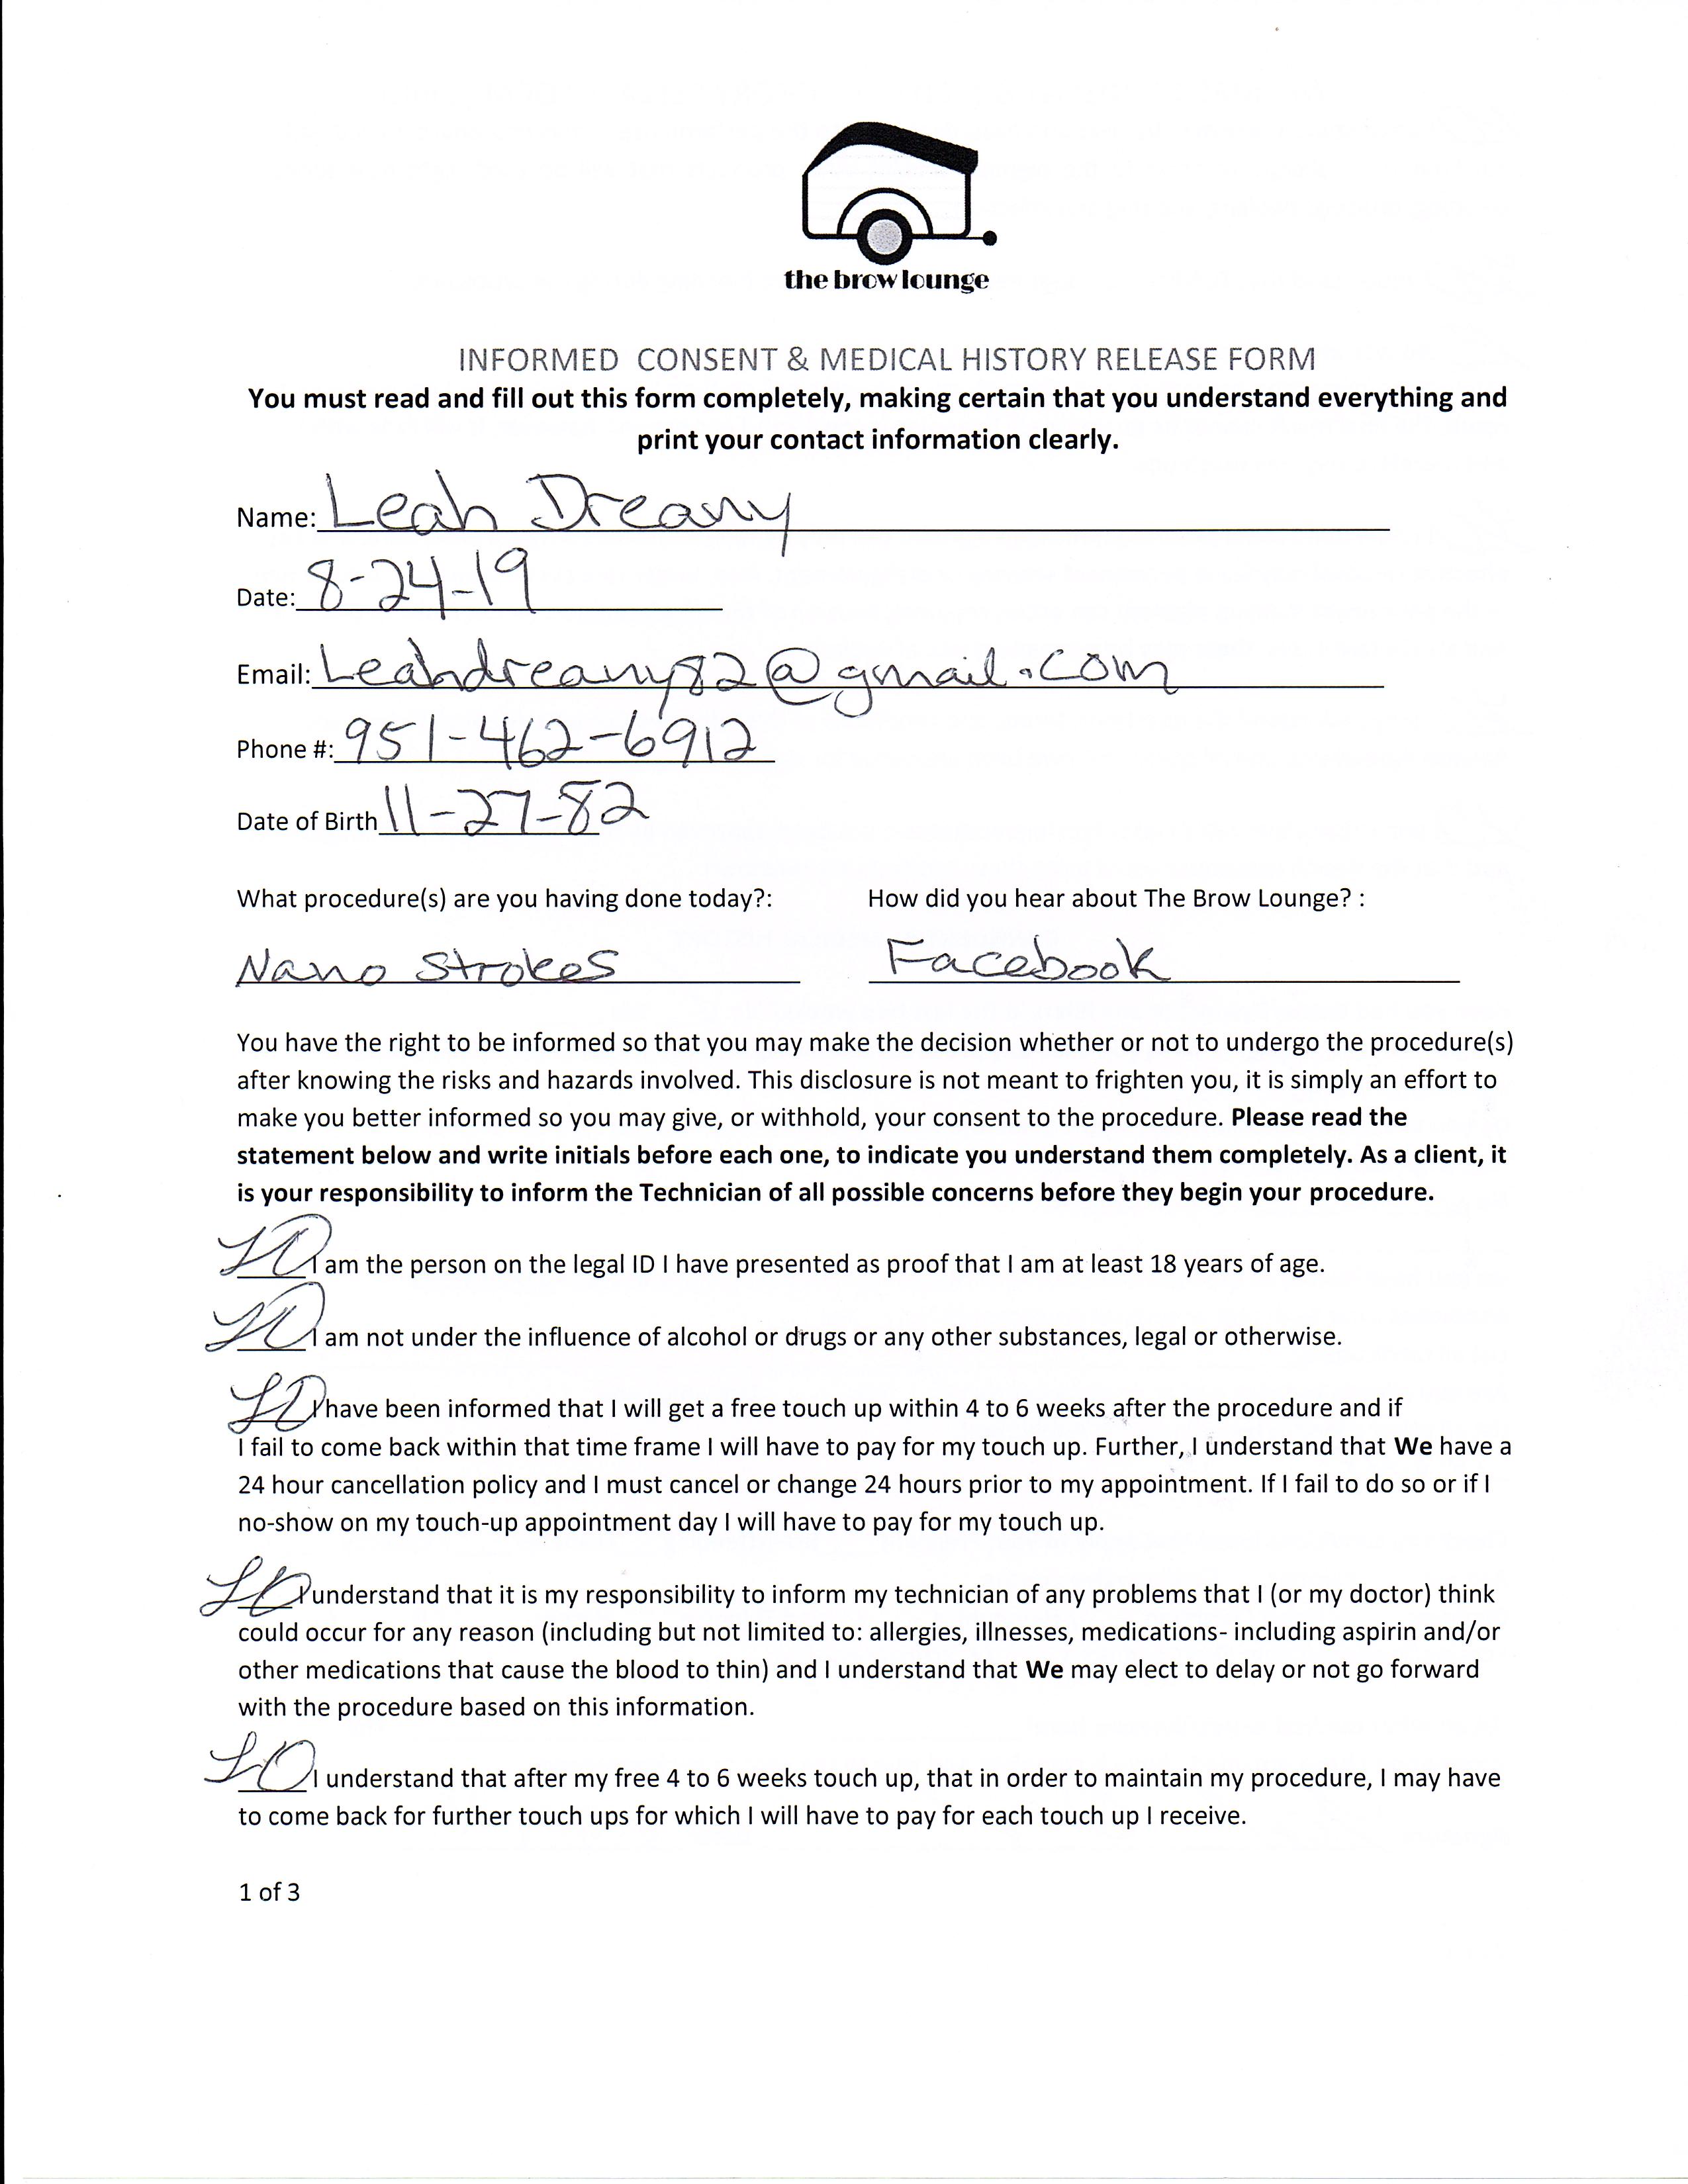 the brow lounge
INFORMED CONSENT & MEDICAL HISTORY RELEASE FORM
You must read and fill out this form completely, making certain that you understand everything and
print your contact information clearly.
Name: Leah Dreany
Date: 8-24-19
Email: Leahdreany82@gmail.com
Phone #: 951-462-6912
Date of Birth 11-27-82
What procedure(s) are you having done today?: How did you hear about The Brow Lounge? :
Nano Strokes Facebook
You have the right to be informed so that you may make the decision whether or not to undergo the procedure(s)
after knowing the risks and hazards involved. This disclosure is not meant to frighten you, it is simply an effort to
make you better informed so you may give, or withhold, your consent to the procedure. Please read the
statement below and write initials before each one, to indicate you understand them completely. As a client, it
is your responsibility to inform the Technician of all possible concerns before they begin your procedure.
LD I am the person on the legal ID I have presented as proof that I am at least 18 years of age.
LD I am not under the influence of alcohol or drugs or any other substances, legal or otherwise.
LD I have been informed that I will get a free touch up within 4 to 6 weeks after the procedure and if
I fail to come back within that time frame I will have to pay for my touch up. Further, I understand that We have a
24 hour cancellation policy and I must cancel or change 24 hours prior to my appointment. If I fail to do so or if I
no-show on my touch-up appointment day I will have to pay for my touch up.
LD I understand that it is my responsibility to inform my technician of any problems that I (or my doctor) think
could occur for any reason (including but not limited to: allergies, illnesses, medications- including aspirin and/or
other medications that cause the blood to thin) and I understand that We may elect to delay or not go forward
with the procedure based on this information.
LD I understand that after my free 4 to 6 weeks touch up, that in order to maintain my procedure, I may have
to come back for further touch ups for which I will have to pay for each touch up I receive.
1 of 3